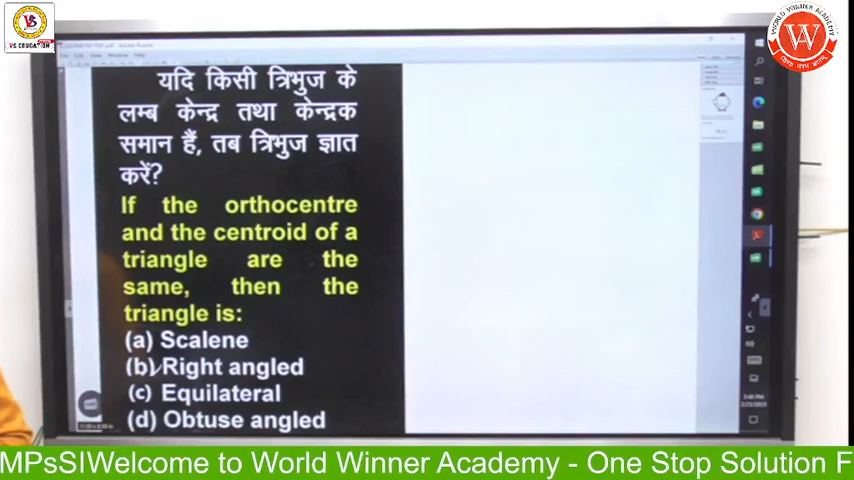 VS
VS EDUCATION
WORLD WINNER ACADEMY
W
यदि किसी त्रिभुज के
लम्ब केन्द्र तथा केन्द्रक
समान हैं, तब त्रिभुज ज्ञात
करें?
If the orthocentre
and the centroid of a
triangle are the
same, then the
triangle is:
(a) Scalene
(b) Right angled
(c) Equilateral
(d) Obtuse angled
MPsSIWelcome to World Winner Academy - One Stop Solution F